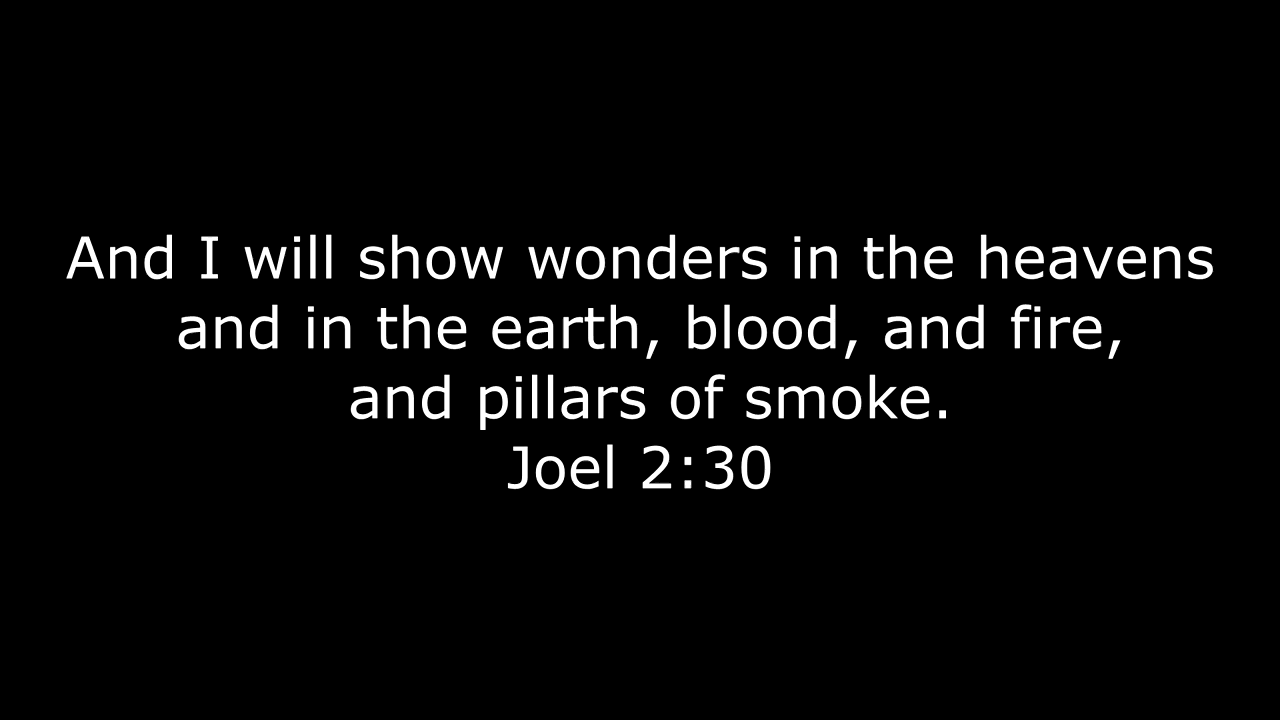 And I will show wonders in the heavens
and in the earth, blood, and fire,
and pillars of smoke.
Joel 2:30